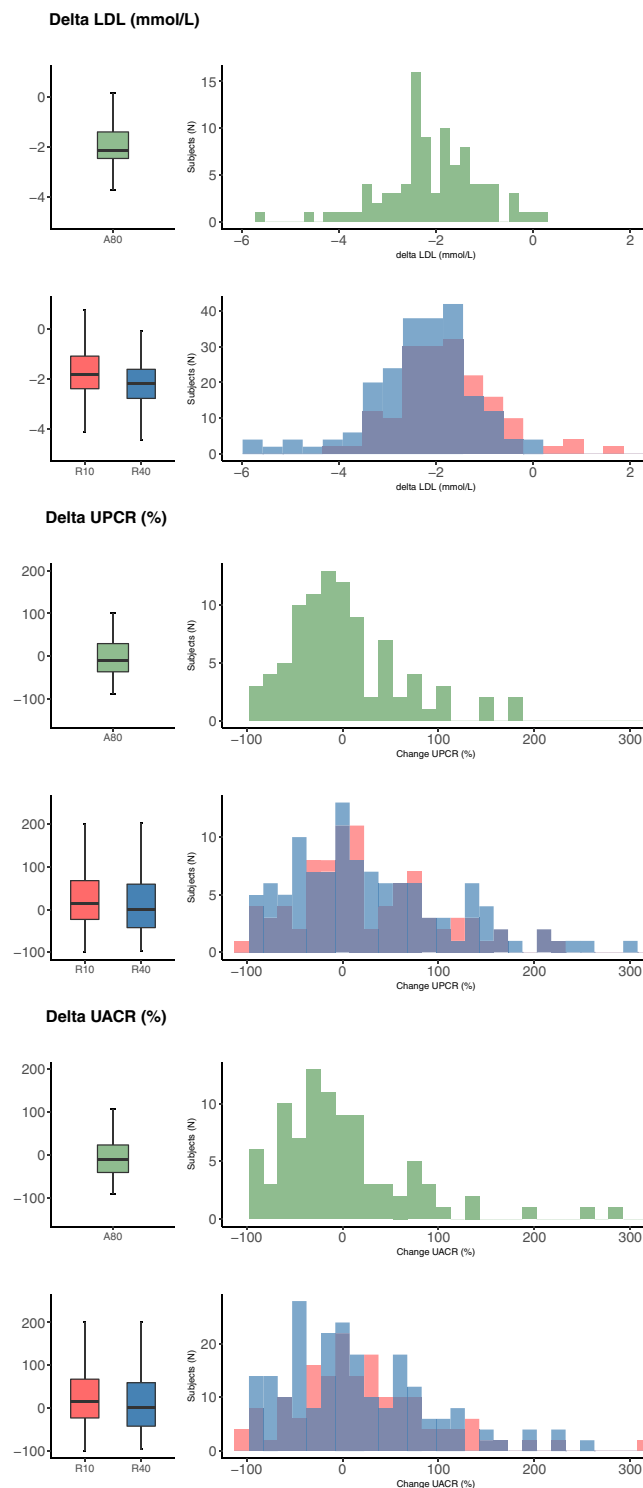 Delta LDL (mmol/L)
0
−2
−4
A80
Subjects (N)
15
10
5
0
−6 −4 −2 0 2
delta LDL (mmol/L)
0
−2
−4
R10 R40
Subjects (N)
40
30
20
10
0
−6 −4 −2 0 2
delta LDL (mmol/L)
Delta UPCR (%)
200
100
0
−100
A80
Subjects (N)
10
5
0
−100 0 100 200 300
Change UPCR (%)
200
100
0
−100
R10 R40
Subjects (N)
10
5
0
−100 0 100 200 300
Change UPCR (%)
Delta UACR (%)
200
100
0
−100
A80
Subjects (N)
10
5
0
−100 0 100 200 300
Change UACR (%)
200
100
0
−100
R10 R40
Subjects (N)
20
10
0
−100 0 100 200 300
Change UACR (%)